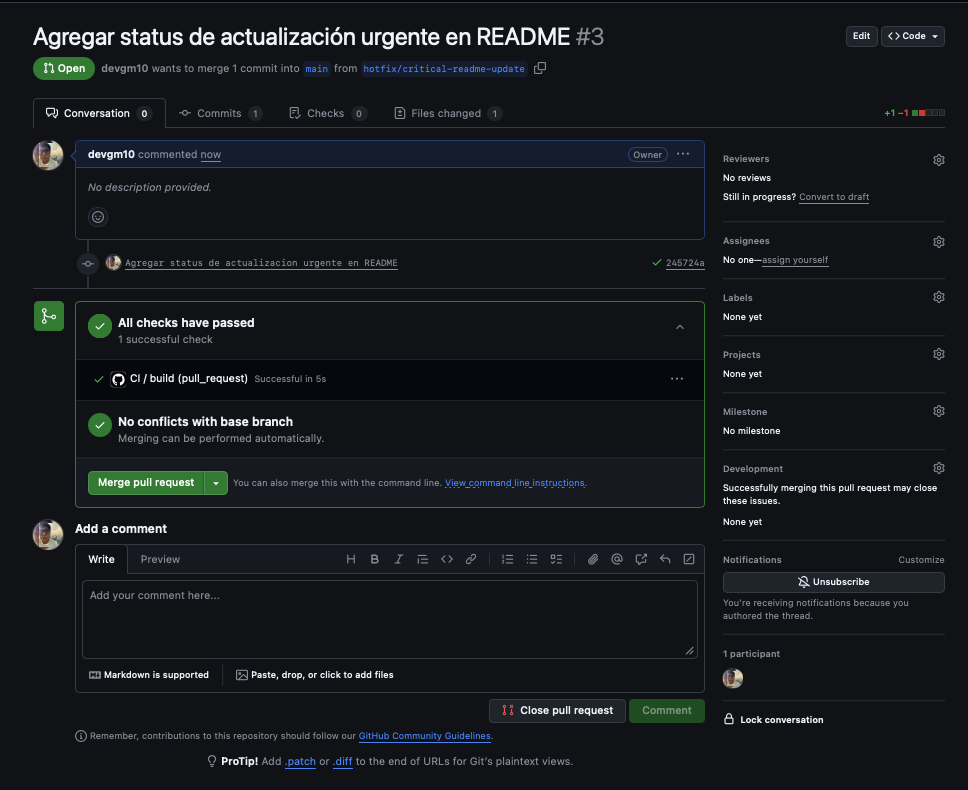 Agregar status de actualización urgente en README #3
Edit
Code
Open
devgm10 wants to merge 1 commit into main from hotfix/critical-readme-update
Conversation 0
Commits 1
Checks 0
Files changed 1
+1 −1
devgm10 commented now
Owner
No description provided.
Agregar status de actualizacion urgente en README
245724a
All checks have passed
1 successful check
CI / build (pull_request) Successful in 5s
No conflicts with base branch
Merging can be performed automatically.
Merge pull request
You can also merge this with the command line. View command line instructions.
Add a comment
Write
Preview
Add your comment here...
Markdown is supported
Paste, drop, or click to add files
Close pull request
Comment
Remember, contributions to this repository should follow our GitHub Community Guidelines.
ProTip! Add .patch or .diff to the end of URLs for Git's plaintext views.
Reviewers
No reviews
Still in progress? Convert to draft
Assignees
No one—assign yourself
Labels
None yet
Projects
None yet
Milestone
No milestone
Development
Successfully merging this pull request may close
these issues.
None yet
Notifications
Customize
Unsubscribe
You're receiving notifications because you
authored the thread.
1 participant
Lock conversation